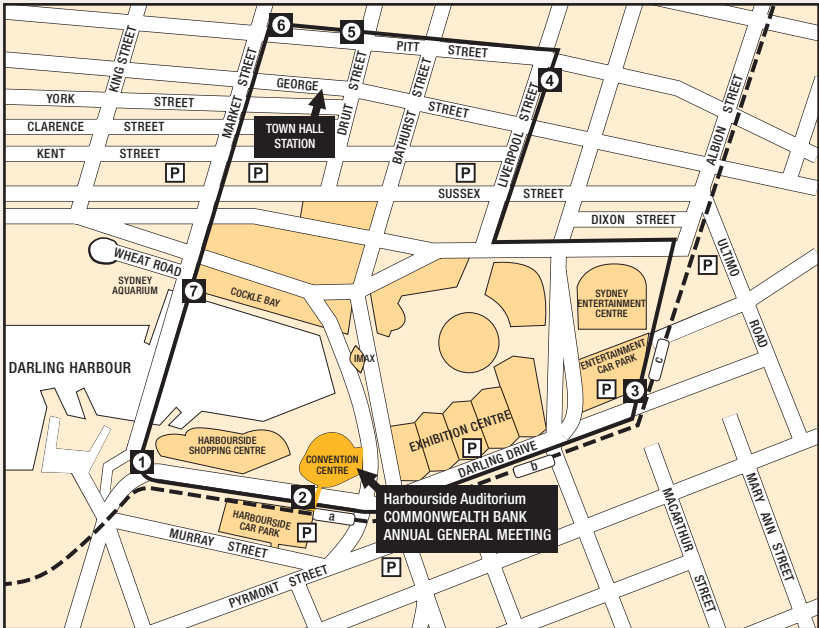 6
5
PITT STREET
KING STREET
MARKET STREET
4
GEORGE STREET
YORK STREET
DRUIT STREET
BATHURST STREET
LIVERPOOL STREET
ALBION STREET
CLARENCE STREET
TOWN HALL
STATION
KENT STREET
P
P
P
SUSSEX STREET
DIXON STREET
WHEAT ROAD
ULTIMO ROAD
P
SYDNEY
AQUARIUM
7
COCKLE BAY
SYDNEY
ENTERTAINMENT
CENTRE
DARLING HARBOUR
IMAX
ENTERTAINMENT
CAR PARK
c
P
3
HARBOURSIDE
SHOPPING CENTRE
EXHIBITION CENTRE
P
1
CONVENTION
CENTRE
DARLING DRIVE
b
2
Harbourside Auditorium
COMMONWEALTH BANK
ANNUAL GENERAL MEETING
a
HARBOURSIDE
CAR PARK
P
MURRAY STREET
P
PYRMONT STREET
MACARTHUR STREET
MARY ANN STREET